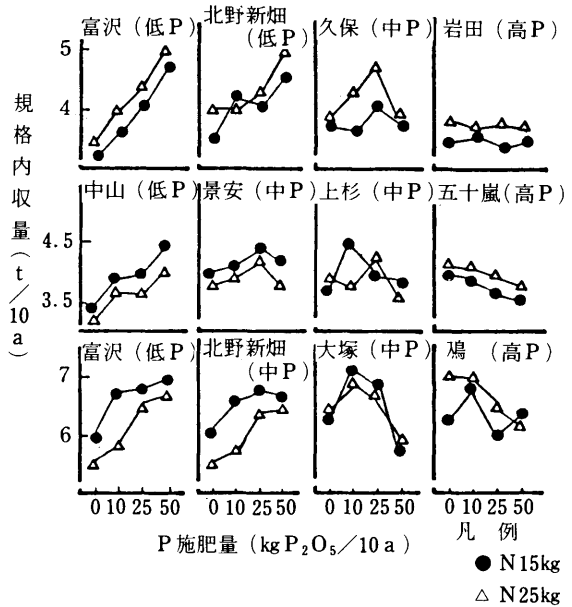 富沢（低P）
北野新畑
（低P）
久保（中P）
岩田（高P）
5
4
規格内収量（t／10a）
中山（低P）
景安（中P）
上杉（中P）
五十嵐（高P）
4.5
3.5
富沢（低P）
北野新畑
（中P）
大塚（中P）
鳰（高P）
7
6
0 10 25 50
0 10 25 50
0 10 25 50
0 10 25 50
P施肥量（kgP₂O₅／10a）
凡例
● N15kg
△ N25kg